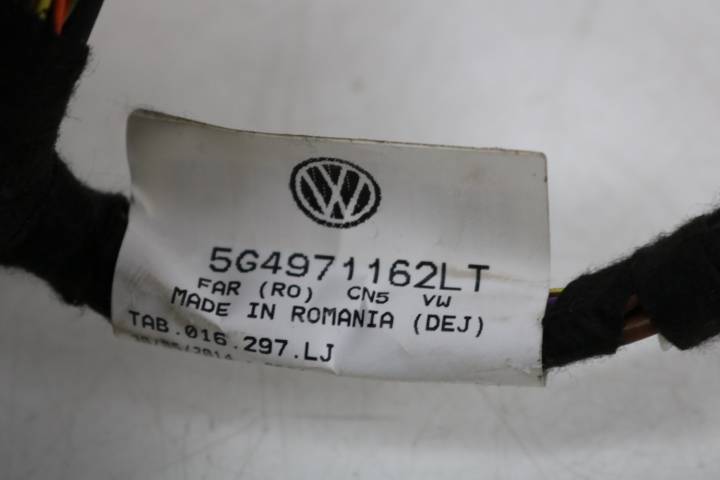 5G4971162LT
FAR (RO) CN5 VW
MADE IN ROMANIA (DEJ)
TAB.016.297.LJ